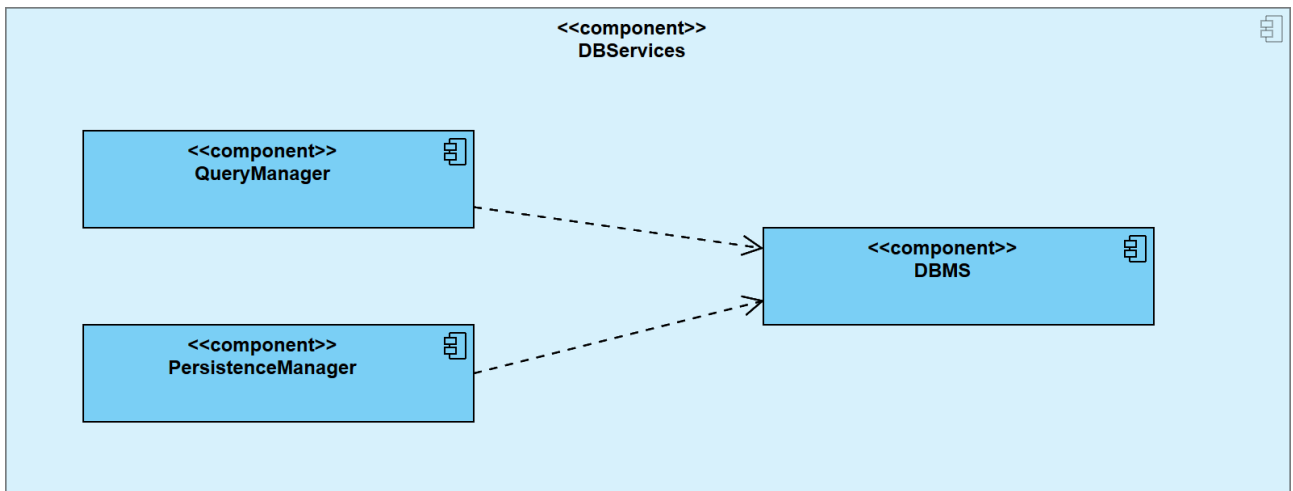 <<component>>
DBServices
<<component>>
QueryManager
<<component>>
DBMS
<<component>>
PersistenceManager